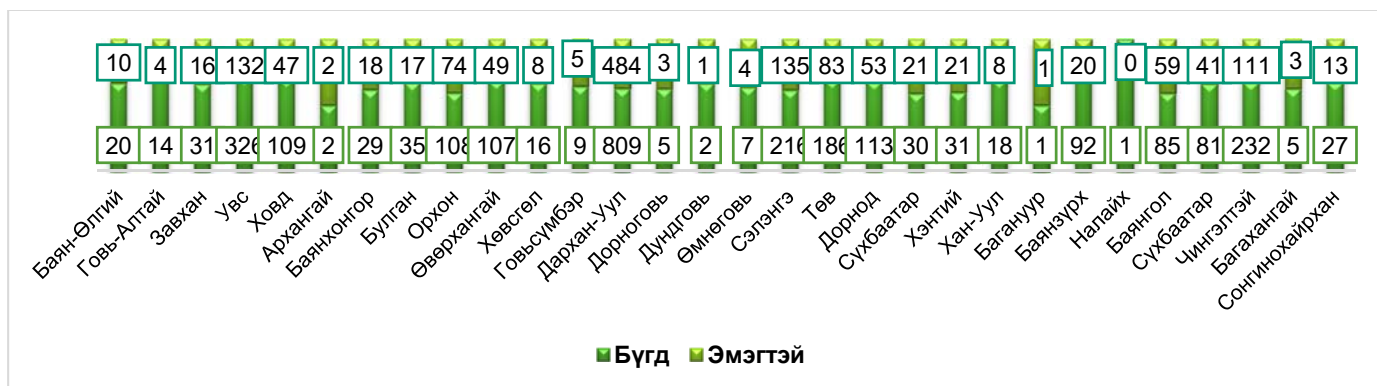 10 4 16 132 47 2 18 17 74 49 8 5 484 3 1 4 135 83 53 21 21 8 1 20 0 59 41 111 3 13
20 14 31 326 109 2 29 35 108 107 16 9 809 5 2 7 216 186 113 30 31 18 1 92 1 85 81 232 5 27
Баян-Өлгий
Говь-Алтай
Завхан
Увс
Ховд
Архангай
Баянхонгор
Булган
Орхон
Өвөрхангай
Хөвсгөл
Говьсүмбэр
Дархан-Уул
Дорноговь
Дундговь
Өмнөговь
Сэлэнгэ
Төв
Дорнод
Сүхбаатар
Хэнтий
Хан-Уул
Багануур
Баянзүрх
Налайх
Баянгол
Сүхбаатар
Чингэлтэй
Багахангай
Сонгинохайрхан
Бүгд Эмэгтэй